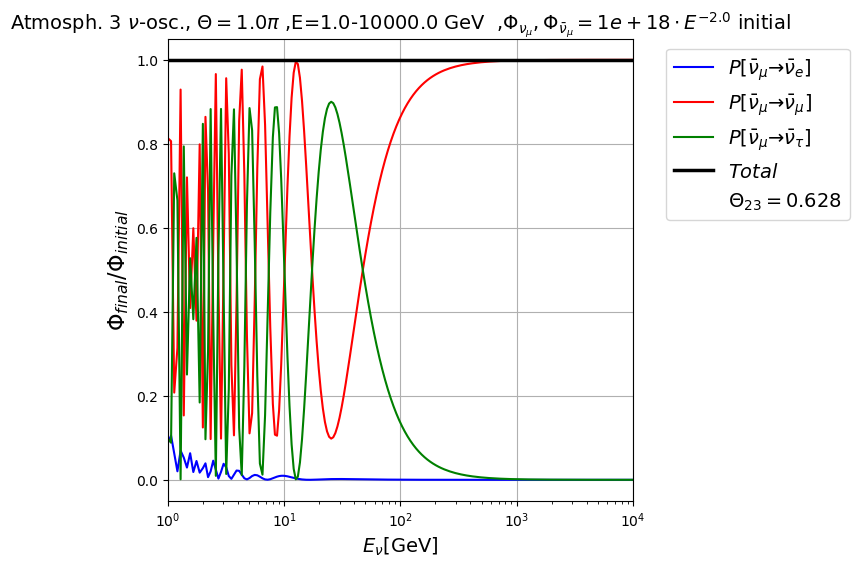 Atmosph. 3 ν-osc., Θ = 1.0π ,E=1.0-10000.0 GeV ,Φ_{ν_μ}, Φ_{ν̄_μ} = 1e + 18 · E^{−2.0} initial
P[ν̄_μ→ν̄_e]
P[ν̄_μ→ν̄_μ]
P[ν̄_μ→ν̄_τ]
Total
Θ_{23} = 0.628
Φ_{final}/Φ_{initial}
1.0
0.8
0.6
0.4
0.2
0.0
10^0 10^1 10^2 10^3 10^4
E_ν[GeV]